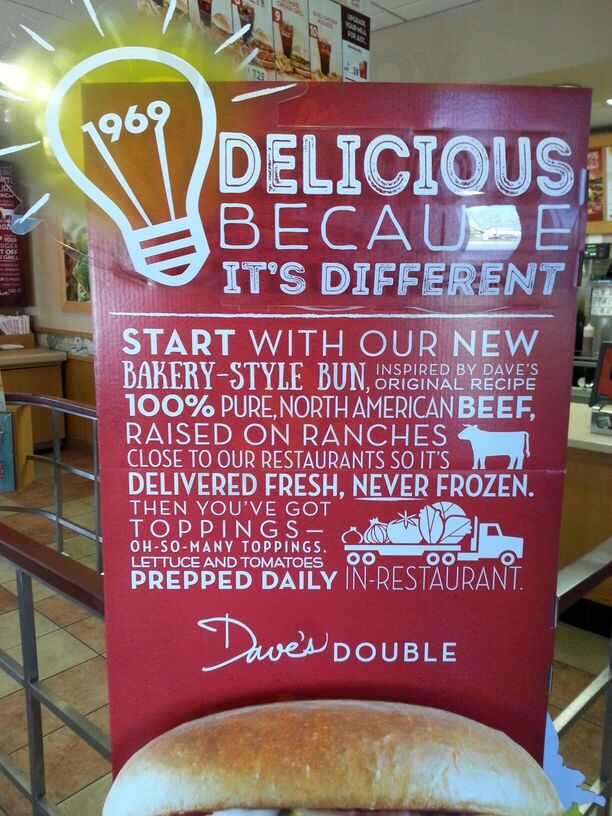 1969
DELICIOUS
BECAUSE
IT'S DIFFERENT
START WITH OUR NEW
BAKERY-STYLE BUN, INSPIRED BY DAVE'S
ORIGINAL RECIPE
100% PURE, NORTH AMERICAN BEEF,
RAISED ON RANCHES
CLOSE TO OUR RESTAURANTS SO IT'S
DELIVERED FRESH, NEVER FROZEN.
THEN YOU'VE GOT
TOPPINGS—
OH-SO-MANY TOPPINGS.
LETTUCE AND TOMATOES
PREPPED DAILY IN-RESTAURANT.
Dave's DOUBLE